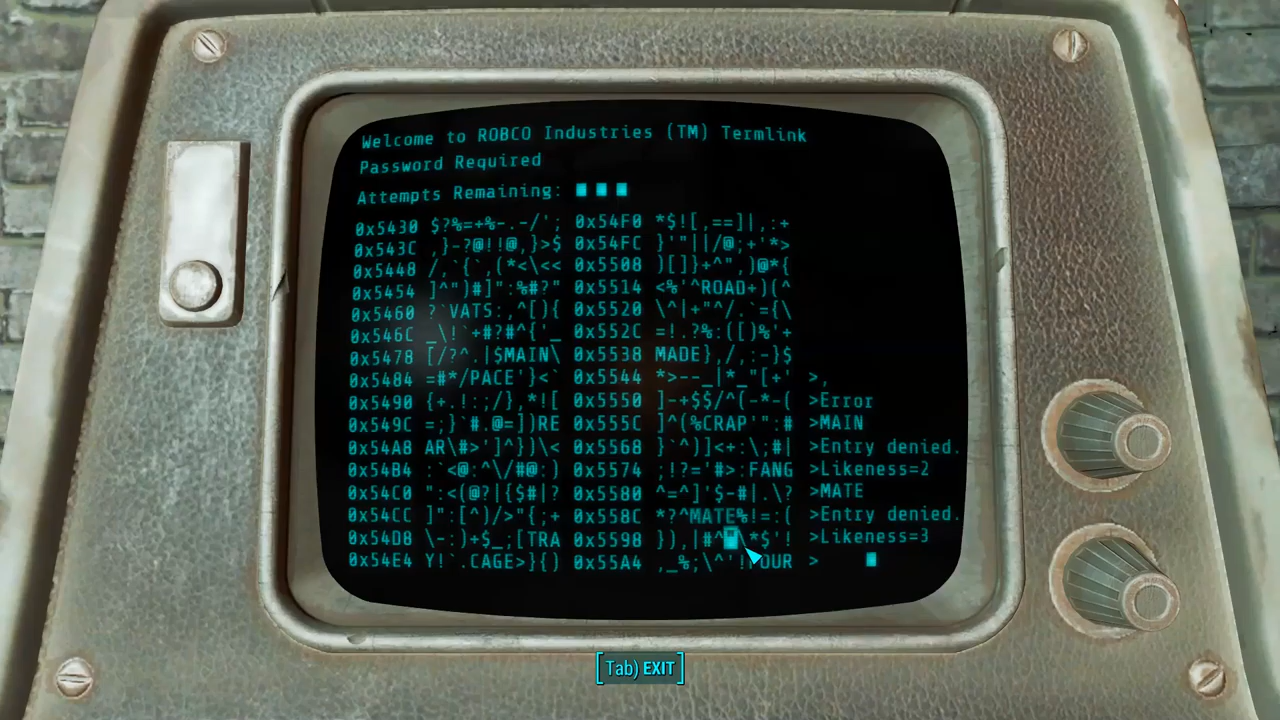 Welcome to ROBCO Industries (TM) Termlink
Password Required
Attempts Remaining: ■ ■ ■
0x5430 $?%=+%-.-/'; 0x54F0 *$![,==]|,:+
0x543C ,}-?@!!@,}>$ 0x54FC }'"||/@;+'*>
0x5448 /,`{`,(*<\<< 0x5508 )[]}+^",)@*{
0x5454 ]^")#]":%#?" 0x5514 <%'^ROAD+)(^
0x5460 ?`VATS:,^[){ 0x5520 \^|+"^/.`={\
0x546C _\!`+#?#^{'_ 0x552C =!.?%:([)%'+
0x5478 [/?^.|$MAIN\ 0x5538 MADE},/,:-}$
0x5484 =#*/PACE'}<` 0x5544 *>--_|*_"[+' >,
0x5490 {+.!:;/},*![ 0x5550 ]-+$$/^[-*-( >Error
0x549C =;}`#.@=])RE 0x555C ]^(%CRAP'":# >MAIN
0x54A8 AR\#>']^})\< 0x5568 }`^)]<+:\;#| >Entry denied.
0x54B4 :`<@:^\/#@:) 0x5574 ;!?='#>:FANG >Likeness=2
0x54C0 ":<(@?|{$#|? 0x5580 ^=^]'$-#|.\? >MATE
0x54CC ]":[^)/>"{;+ 0x558C *?^MATE%!=:( >Entry denied.
0x54D8 \-:)+$_;[TRA 0x5598 }),|#^"\*$'! >Likeness=3
0x54E4 Y!`.CAGE>}{) 0x55A4 ,_%;\^'!POUR > ■
[Tab) EXIT]